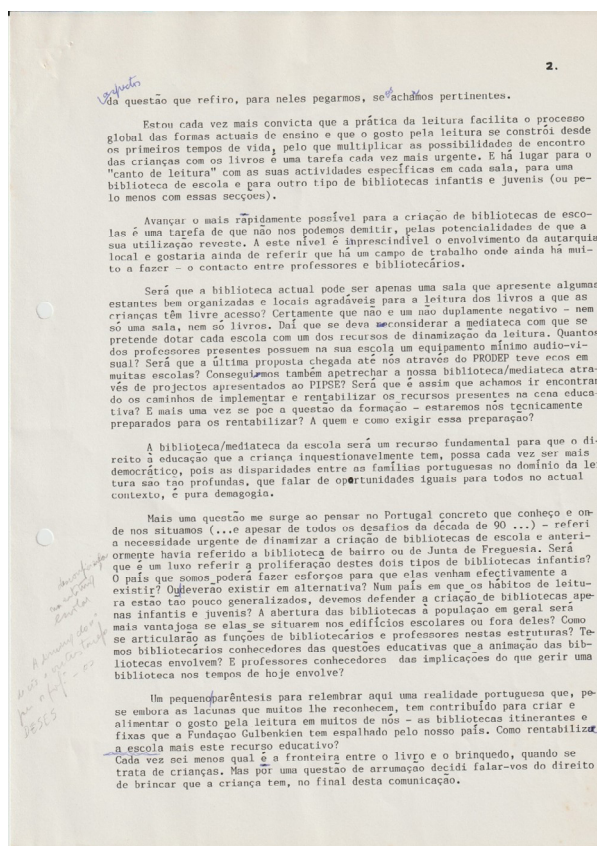 2.
aspectos
da questão que refiro, para neles pegarmos, se os achamos pertinentes.
Estou cada vez mais convicta que a prática da leitura facilita o processo
global das formas actuais de ensino e que o gosto pela leitura se constrói desde
os primeiros tempos de vida, pelo que multiplicar as possibilidades de encontro
das crianças com os livros é uma tarefa cada vez mais urgente. E há lugar para o
"canto de leitura" com as suas actividades específicas em cada sala, para uma
biblioteca de escola e para outro tipo de bibliotecas infantis e juvenis (ou pe-
lo menos com essas secções).
Avançar o mais rápidamente possível para a criação de bibliotecas de esco-
las é uma tarefa de que não nos podemos demitir, pelas potencialidades de que a
sua utilização reveste. A este nível é imprescindível o envolvimento da autarquia
local e gostaria ainda de referir que há um campo de trabalho onde ainda há mui-
to a fazer - o contacto entre professores e bibliotecários.
Será que a biblioteca actual pode ser apenas uma sala que apresente algumas
estantes bem organizadas e locais agradáveis para a leitura dos livros a que as
crianças têm livre acesso? Certamente que não e um não duplamente negativo - nem
só uma sala, nem só livros. Daí que se deva considerar a mediateca com que se
pretende dotar cada escola com um dos recursos de dinamização da leitura. Quantos
dos professores presentes possuem na sua escola um equipamento mínimo audio-vi-
sual? Será que a última proposta chegada até nós através do PRODEP teve ecos em
muitas escolas? Conseguimos também apetrechar a nossa biblioteca/mediateca atra-
vés de projectos apresentados ao PIPSE? Será que é assim que achamos ir encontran
do os caminhos de implementar e rentabilizar os recursos presentes na cena educa-
tiva? E mais uma vez se põe a questão da formação - estaremos nós tecnicamente
preparados para os rentabilizar? A quem e como exigir essa preparação?
A biblioteca/mediateca da escola será um recurso fundamental para que o di-
reito à educação que a criança inquestionavelmente tem, possa cada vez ser mais
democrático, pois as disparidades entre as famílias portuguesas no domínio da lei
tura são tao profundas, que falar de oportunidades iguais para todos no actual
contexto, é pura demagogia.
Mais uma questão me surge ao pensar no Portugal concreto que conheço e on-
de nos situamos (...e apesar de todos os desafios da década de 90 ...) - referi
a necessidade urgente de dinamizar a criação de bibliotecas de escola e anteri-
ormente havia referido a biblioteca de bairro ou de Junta de Freguesia. Será
que é um luxo referir a proliferação destes dois tipos de bibliotecas infantis?
O país que somos poderá fazer esforços para que elas venham efectivamente a
existir? Ou deverão existir em alternativa? Num país em que os hábitos de leitu-
ra estão tão pouco generalizados, devemos defender a criação de bibliotecas ape-
nas infantis e juvenis? A abertura das bibliotecas à população em geral será
mais vantajosa se elas se situarem nos edifícios escolares ou fora deles? Como
se articularão as funções de bibliotecários e professores nestas estruturas? Te-
mos bibliotecários conhecedores das questões educativas que a animação das bib-
liotecas envolvem? E professores conhecedores das implicações do que gerir uma
biblioteca nos tempos de hoje envolve?
Um pequeno parêntesis para relembrar aqui uma realidade portuguesa que, pe-
se embora as lacunas que muitos lhe reconhecem, tem contribuído para criar e
alimentar o gosto pela leitura em muitos de nós - as bibliotecas itinerantes e
fixas que a Fundação Gulbenkien tem espalhado pelo nosso país. Como rentabilizar
a escola mais este recurso educativo?
Cada vez sei menos qual é a fronteira entre o livro e o brinquedo, quando se
trata de crianças. Mas por uma questão de arrumação decidi falar-vos do direito
de brincar que a criança tem, no final desta comunicação.